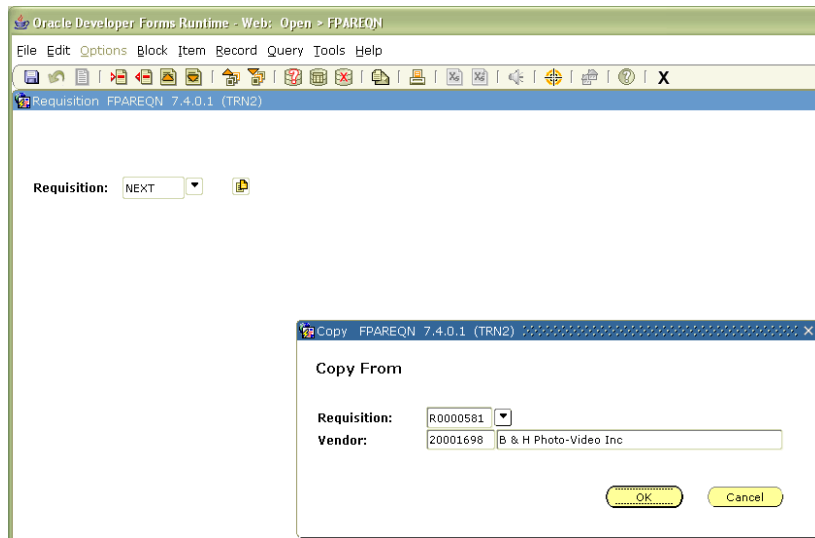 Oracle Developer Forms Runtime - Web: Open > FPAREQN
File Edit Options Block Item Record Query Tools Help
X
Requisition FPAREQN 7.4.0.1 (TRN2)
Requisition: NEXT
Copy FPAREQN 7.4.0.1 (TRN2)
Copy From
Requisition: R0000581
Vendor: 20001698 B & H Photo-Video Inc
OK Cancel